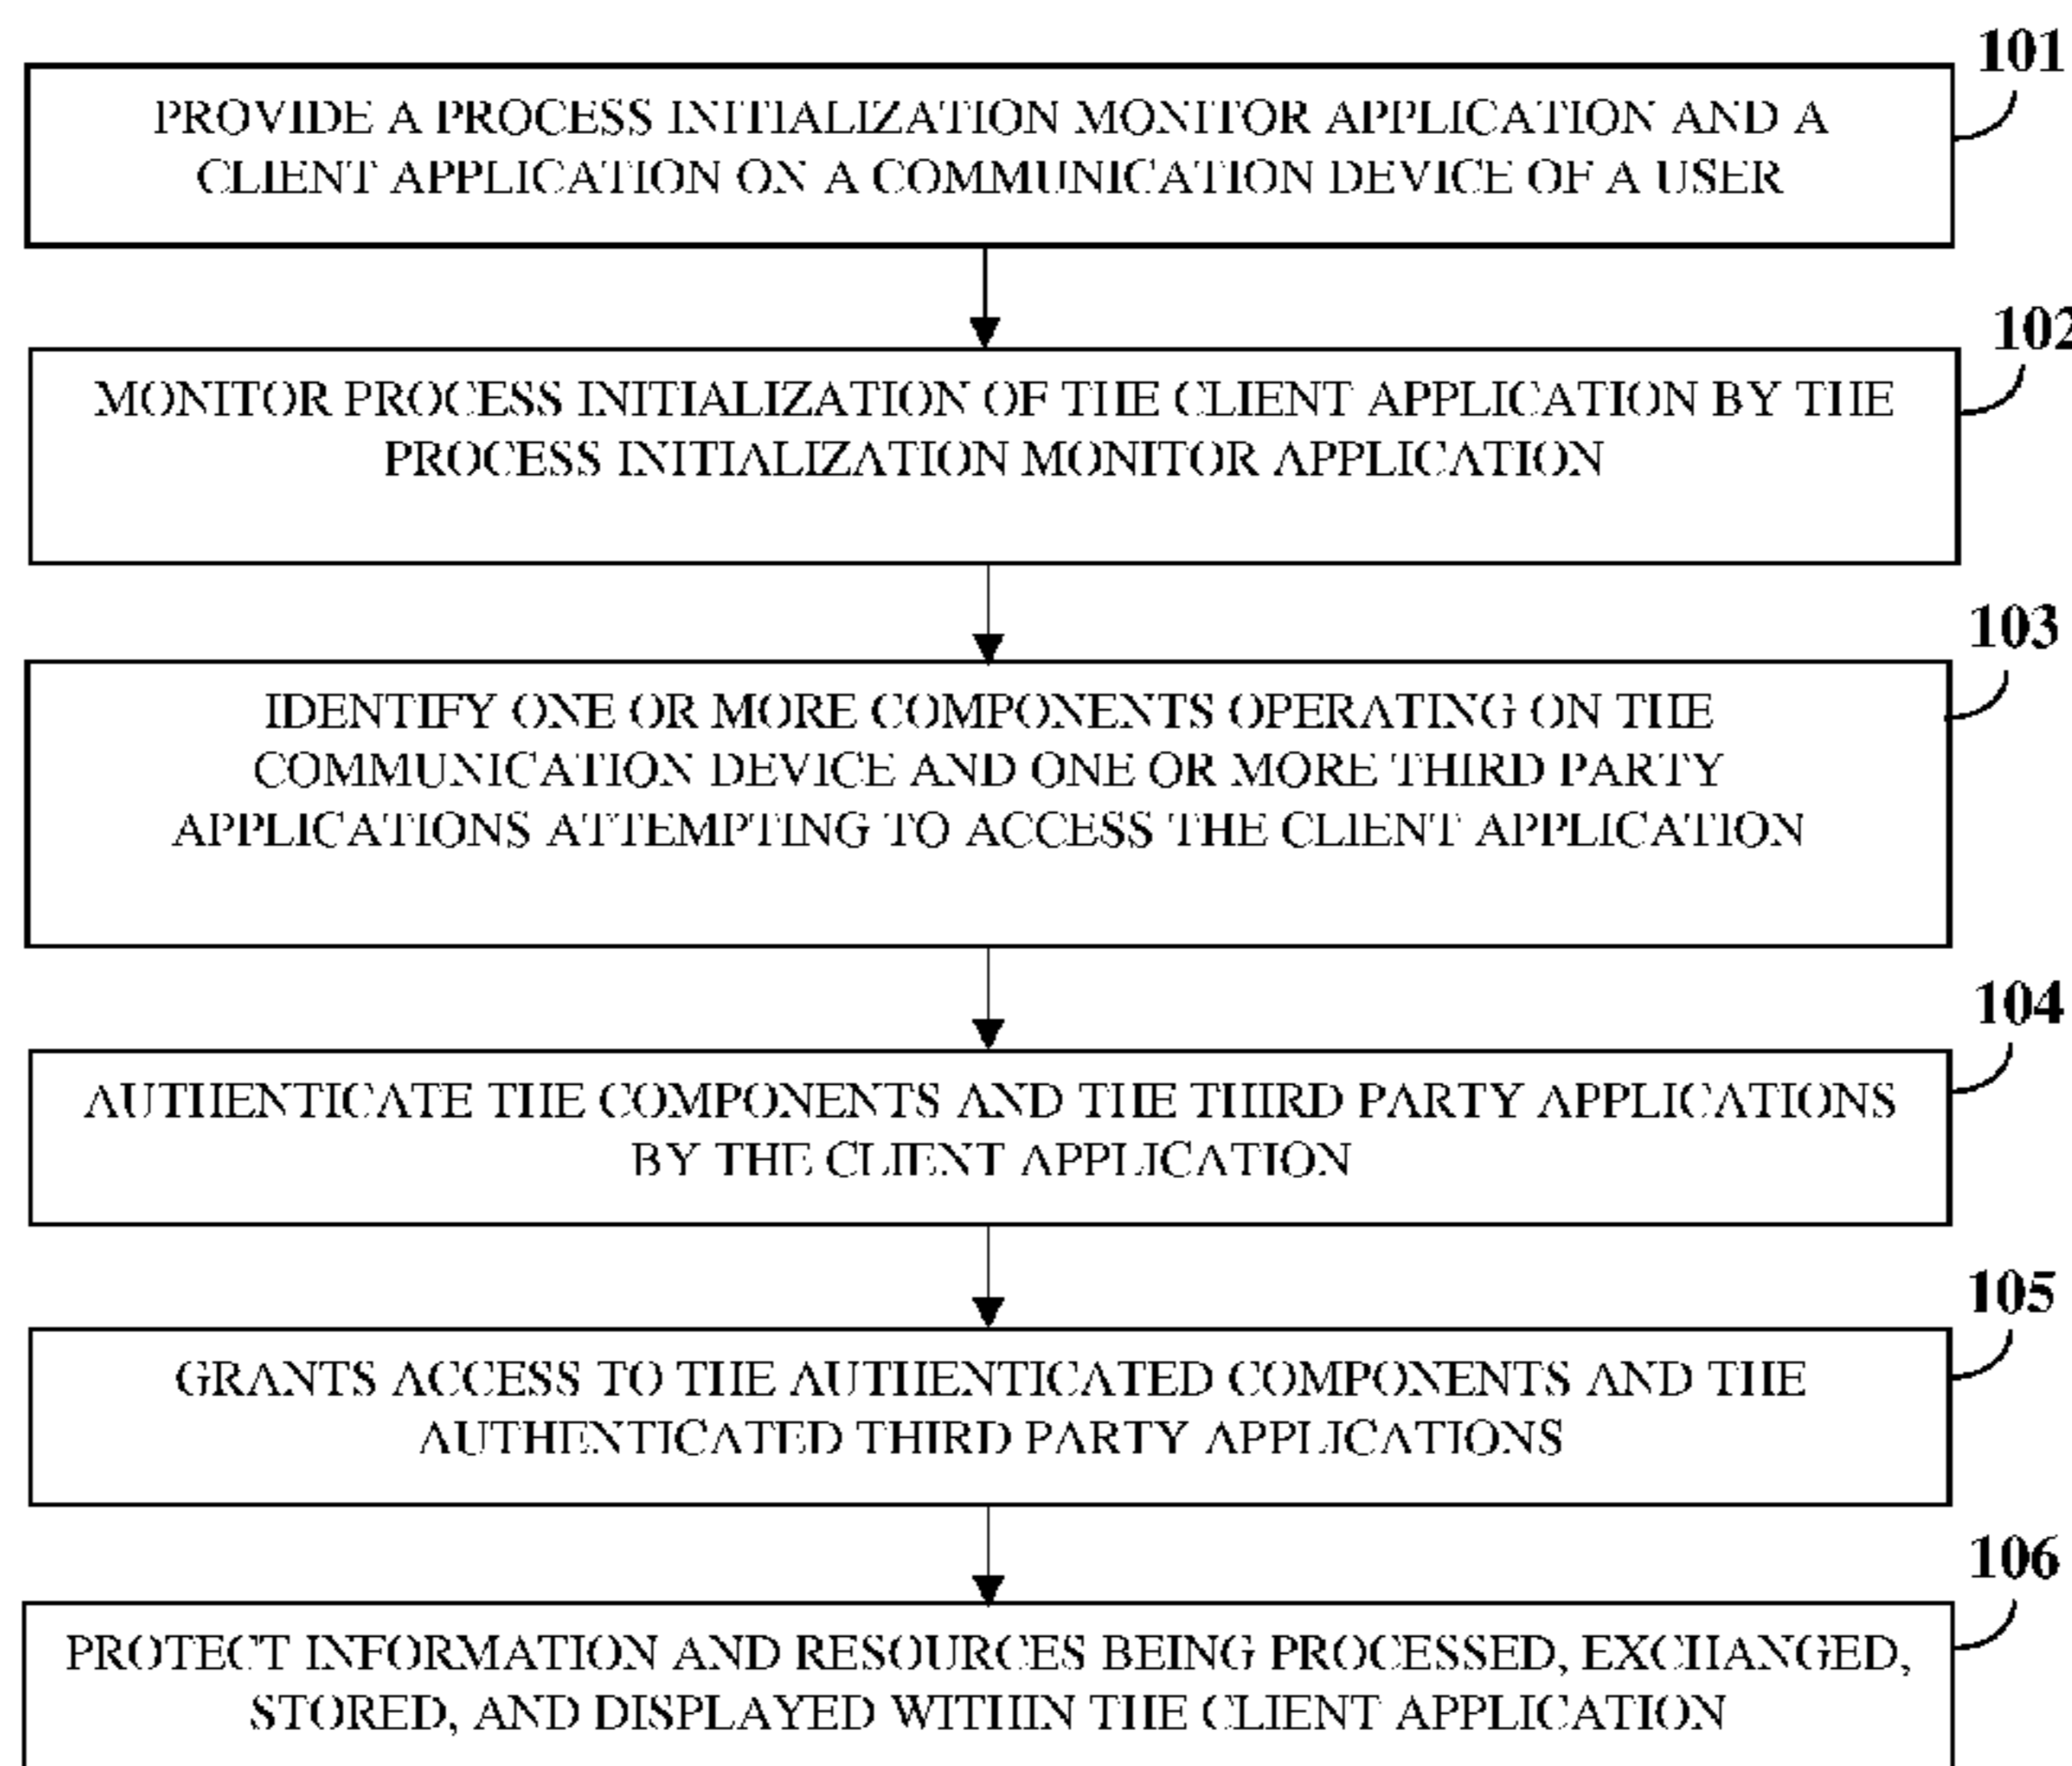 101
PROVIDE A PROCESS INITIALIZATION MONITOR APPLICATION AND A
CLIENT APPLICATION ON A COMMUNICATION DEVICE OF A USER
102
MONITOR PROCESS INITIALIZATION OF THE CLIENT APPLICATION BY THE
PROCESS INITIALIZATION MONITOR APPLICATION
103
IDENTIFY ONE OR MORE COMPONENTS OPERATING ON THE
COMMUNICATION DEVICE AND ONE OR MORE THIRD PARTY
APPLICATIONS ATTEMPTING TO ACCESS THE CLIENT APPLICATION
104
AUTHENTICATE THE COMPONENTS AND THE THIRD PARTY APPLICATIONS
BY THE CLIENT APPLICATION
105
GRANTS ACCESS TO THE AUTHENTICATED COMPONENTS AND THE
AUTHENTICATED THIRD PARTY APPLICATIONS
106
PROTECT INFORMATION AND RESOURCES BEING PROCESSED, EXCHANGED,
STORED, AND DISPLAYED WITHIN THE CLIENT APPLICATION